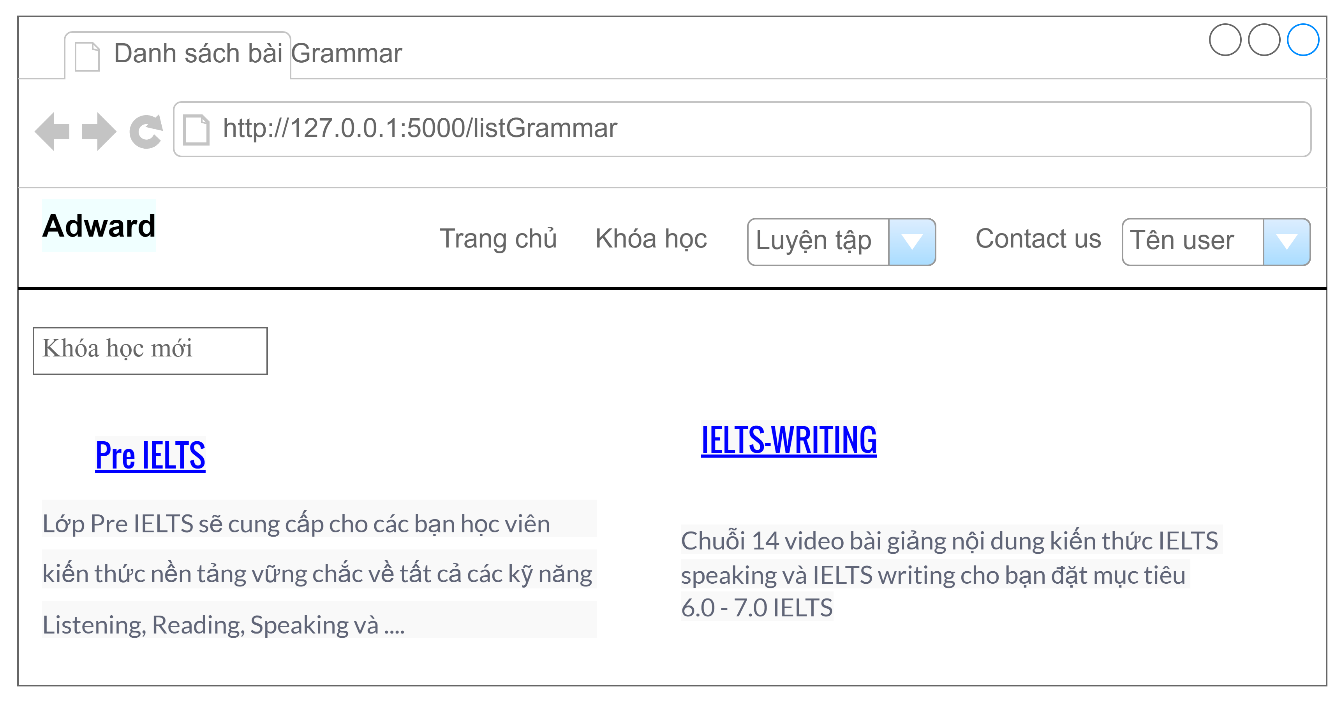 Danh sách bài Grammar
http://127.0.0.1:5000/listGrammar
Adward
Trang chủ
Khóa học
Luyện tập
Contact us
Tên user
Khóa học mới
Pre IELTS
Lớp Pre IELTS sẽ cung cấp cho các bạn học viên
kiến thức nền tảng vững chắc về tất cả các kỹ năng
Listening, Reading, Speaking và ....
IELTS-WRITING
Chuỗi 14 video bài giảng nội dung kiến thức IELTS
speaking và IELTS writing cho bạn đặt mục tiêu
6.0 - 7.0 IELTS